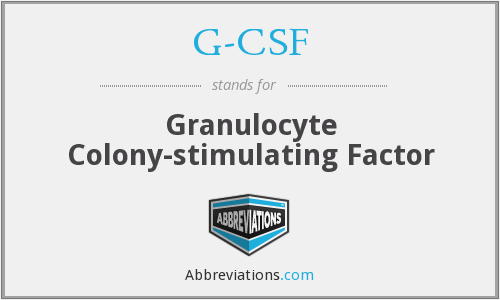 G-CSF
stands for
Granulocyte
Colony-stimulating Factor
ABBREVIATIONS
Abbreviations.com